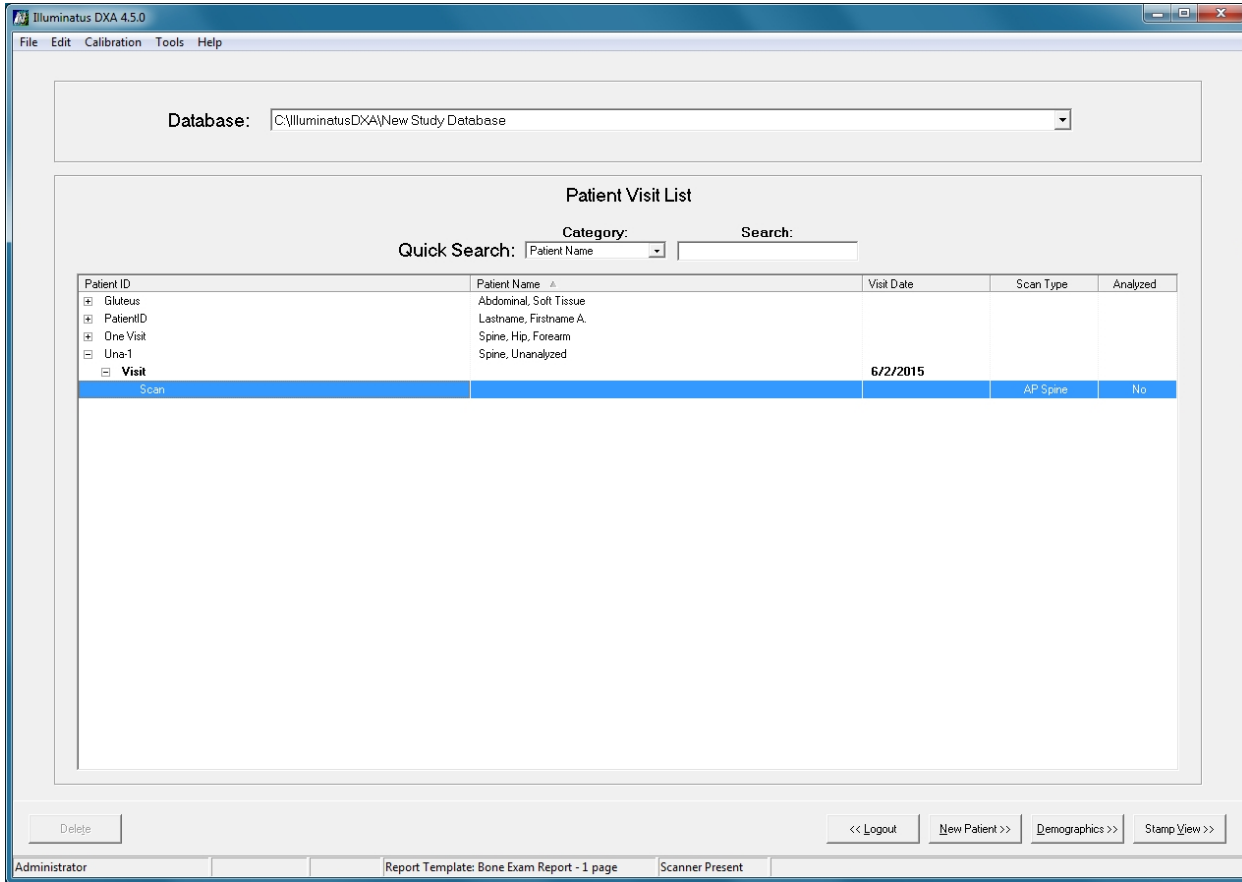 Illuminatus DXA 4.5.0
File Edit Calibration Tools Help
Database: C:\IlluminatusDXA\New Study Database
Patient Visit List
Category: Search:
Quick Search: Patient Name
Patient ID Patient Name Visit Date Scan Type Analyzed
Gluteus Abdominal, Soft Tissue
PatientID Lastname, Firstname A.
One Visit Spine, Hip, Forearm
Una-1 Spine, Unanalyzed
Visit 6/2/2015
Scan AP Spine No
Delete << Logout New Patient >> Demographics >> Stamp View >>
Administrator Report Template: Bone Exam Report - 1 page Scanner Present